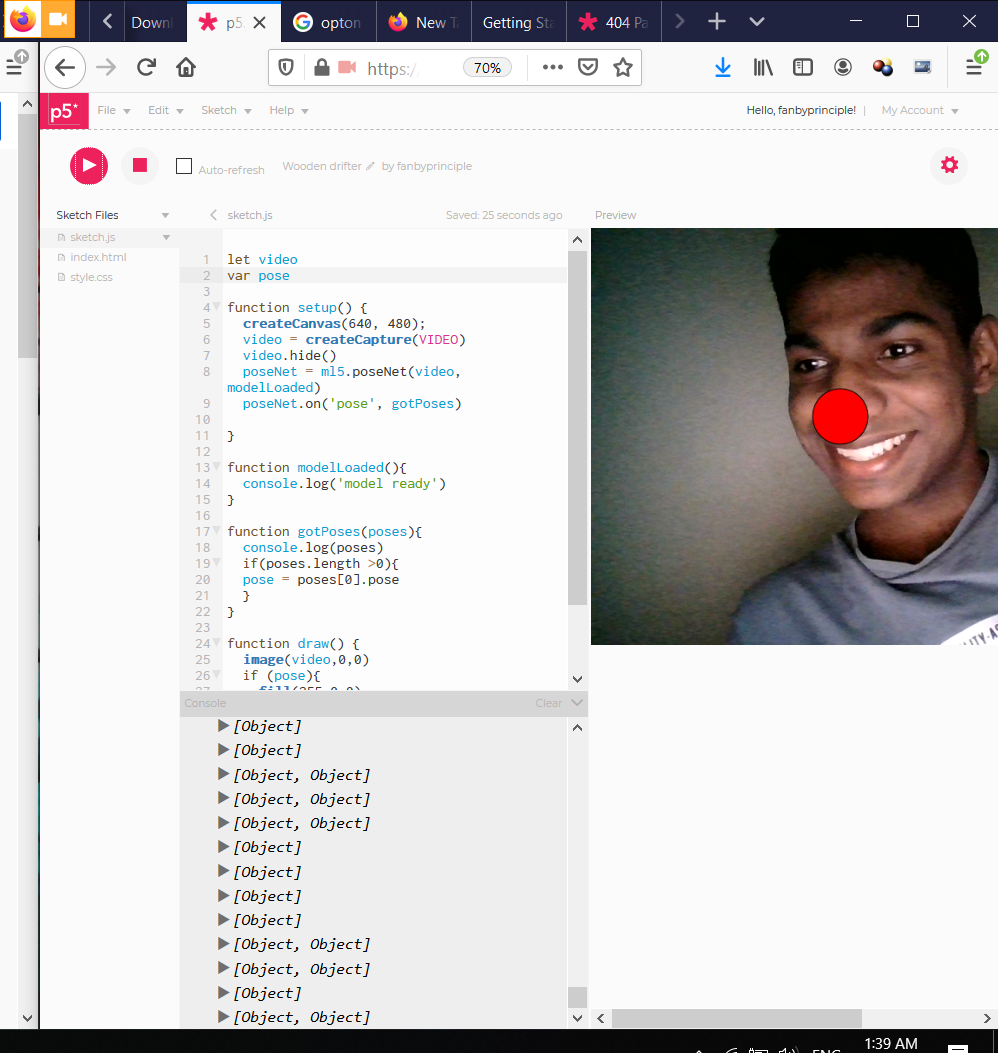 Downl
p5.
opton
New T
Getting Sta
404 Pa
https:/
70%
p5*
File
Edit
Sketch
Help
Hello, fanbyprinciple! |
My Account
Auto-refresh
Wooden drifter
by fanbyprinciple
Sketch Files
sketch.js
Saved: 25 seconds ago
Preview
sketch.js
index.html
style.css
1 let video
2 var pose
3
4 function setup() {
5 createCanvas(640, 480);
6 video = createCapture(VIDEO)
7 video.hide()
8 poseNet = ml5.poseNet(video,
modelLoaded)
9 poseNet.on('pose', gotPoses)
10
11 }
12
13 function modelLoaded(){
14 console.log('model ready')
15 }
16
17 function gotPoses(poses){
18 console.log(poses)
19 if(poses.length >0){
20 pose = poses[0].pose
21 }
22 }
23
24 function draw() {
25 image(video,0,0)
26 if (pose){
27 fill(255,0,0)
Console
Clear
[Object]
[Object]
[Object, Object]
[Object, Object]
[Object, Object]
[Object]
[Object]
[Object]
[Object]
[Object, Object]
[Object, Object]
[Object]
[Object, Object]
1:39 AM
ENG